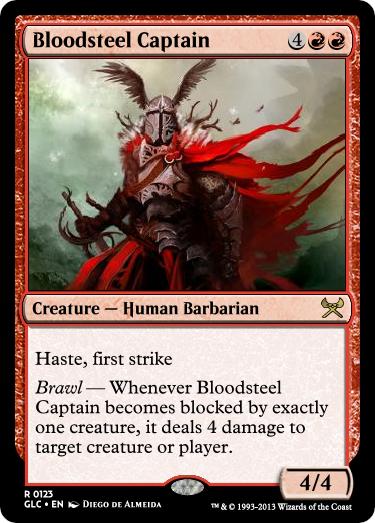 Bloodsteel Captain 4
Creature — Human Barbarian
Haste, first strike
Brawl — Whenever Bloodsteel
Captain becomes blocked by exactly
one creature, it deals 4 damage to
target creature or player.
4/4
R 0123
GLC • EN Diego de Almeida
™ & © 1993-2013 Wizards of the Coast